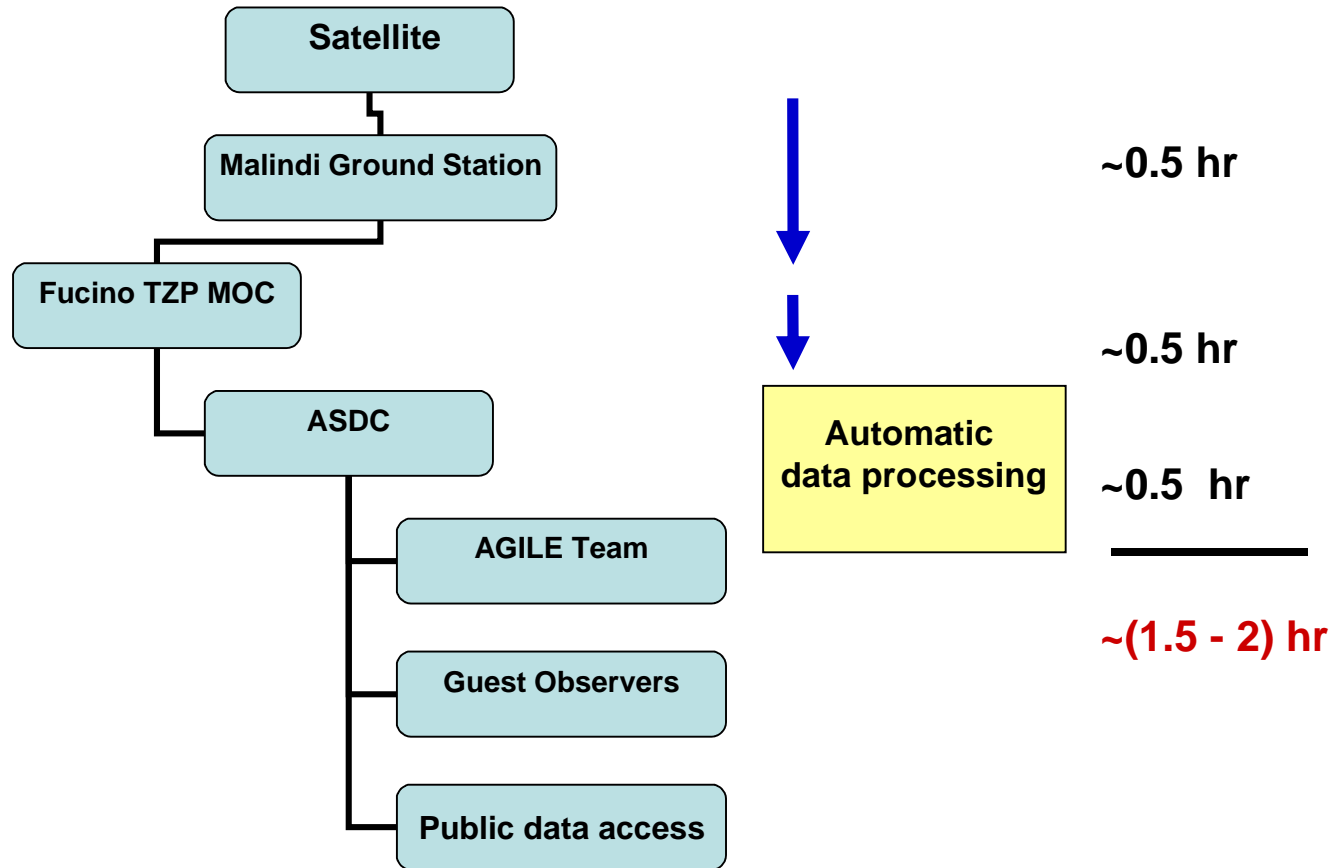 Satellite
Malindi Ground Station
~0.5 hr
Fucino TZP MOC
~0.5 hr
ASDC
Automatic
data processing
~0.5 hr
AGILE Team
~(1.5 - 2) hr
Guest Observers
Public data access